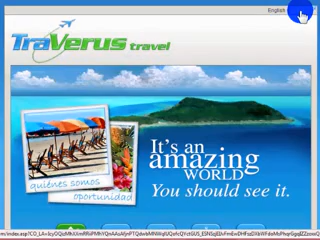 English
TraVerus travel
It's an
amazing
WORLD
You should see it.
quiénes somos
oportunidad